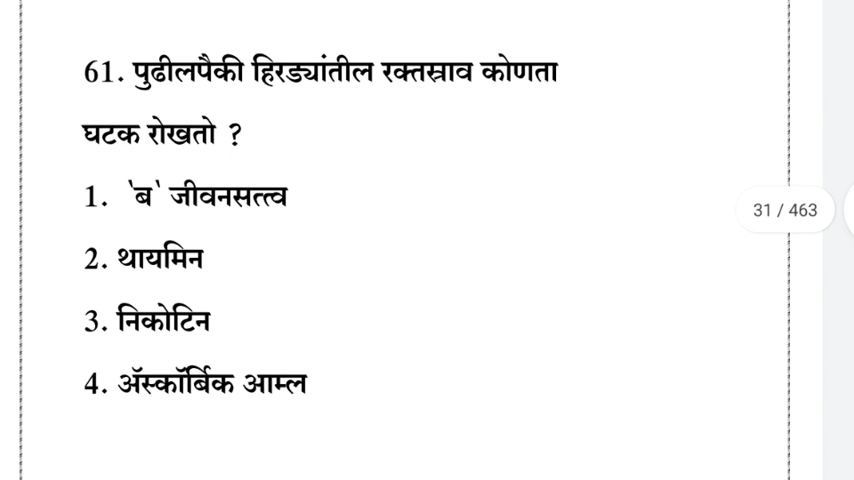 61. पुढीलपैकी हिरड्यांतील रक्तस्राव कोणता
घटक रोखतो ?
1. 'ब' जीवनसत्त्व
31 / 463
2. थायमिन
3. निकोटिन
4. ॲस्कॉर्बिक आम्ल